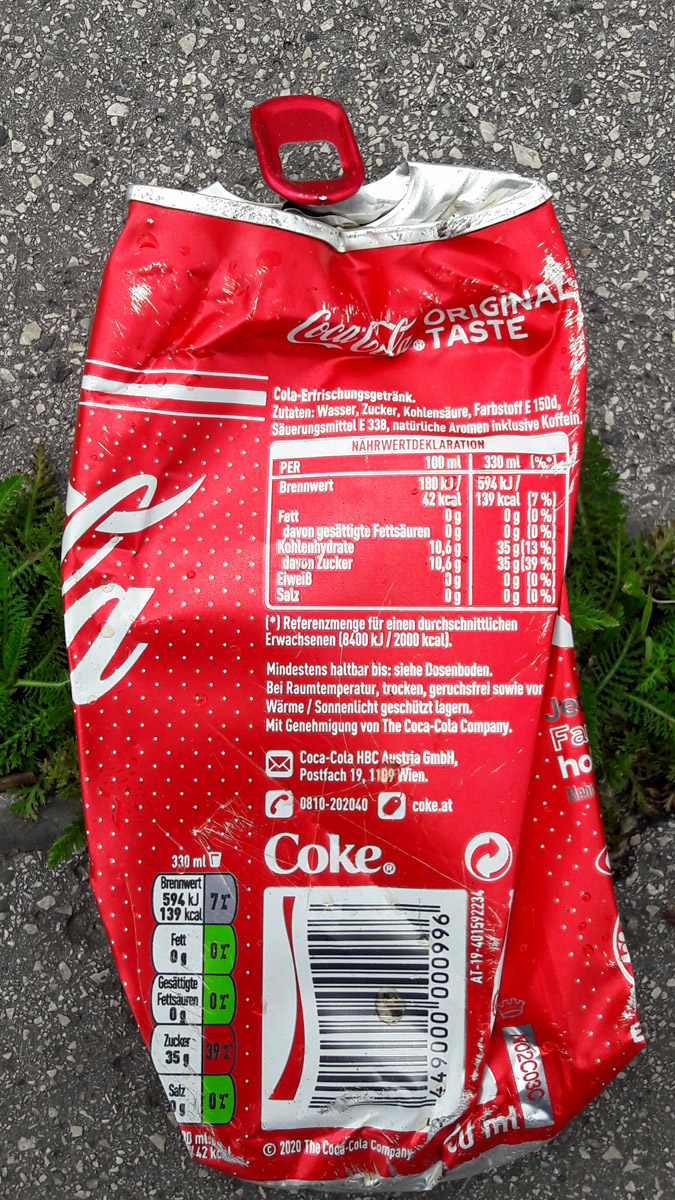 Coca-Cola® ORIGINAL
TASTE
Cola-Erfrischungsgetränk.
Zutaten: Wasser, Zucker, Kohlensäure, Farbstoff E 150d,
Säuerungsmittel E 338, natürliche Aromen inklusive Koffein.
NÄHRWERTDEKLARATION
PER 100 ml 330 ml (%*)
Brennwert 180 kJ / 594 kJ /
42 kcal 139 kcal (7 %)
Fett 0 g 0 g (0 %)
davon gesättigte Fettsäuren 0 g 0 g (0 %)
Kohlenhydrate 10,6 g 35 g (13 %)
davon Zucker 10,6 g 35 g (39 %)
Eiweiß 0 g 0 g (0 %)
Salz 0 g 0 g (0 %)
(*) Referenzmenge für einen durchschnittlichen
Erwachsenen (8400 kJ / 2000 kcal).
Mindestens haltbar bis: siehe Dosenboden.
Bei Raumtemperatur, trocken, geruchsfrei sowie vor
Wärme / Sonnenlicht geschützt lagern.
Mit Genehmigung von The Coca-Cola Company.
Coca-Cola HBC Austria GmbH,
Postfach 19, 1109 Wien.
0810-202040 coke.at
Coke®
330 ml
Brennwert
594 kJ
139 kcal
7%
Fett
0 g
0%
Gesättigte
Fettsäuren
0 g
0%
Zucker
35 g
39%
Salz
g
0%
42 kcal
449000 000996
AT-19-401592234
© 2020 The Coca-Cola Company
ml